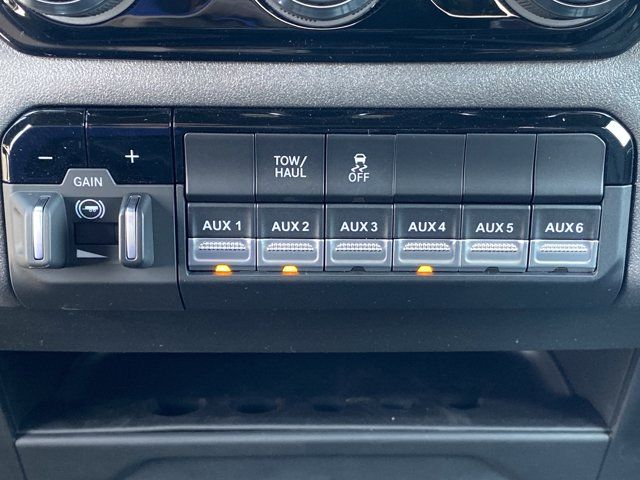 − +
GAIN
TOW/
HAUL
OFF
AUX 1 AUX 2 AUX 3 AUX 4 AUX 5 AUX 6